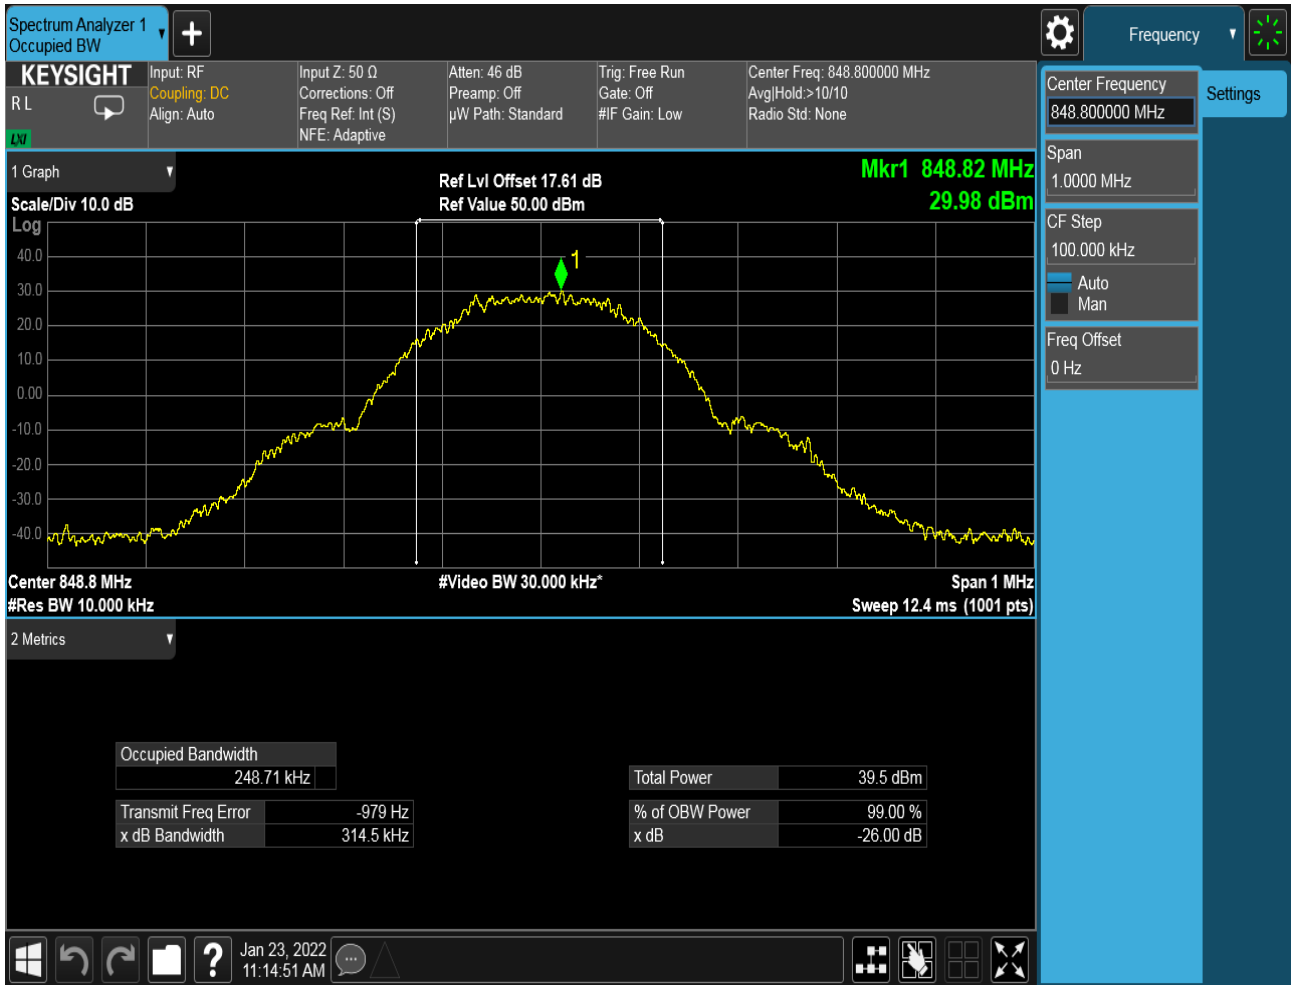 Spectrum Analyzer 1
Occupied BW
+
Frequency
KEYSIGHT
R L
LXI
Input: RF
Coupling: DC
Align: Auto
Input Z: 50 Ω
Corrections: Off
Freq Ref: Int (S)
NFE: Adaptive
Atten: 46 dB
Preamp: Off
µW Path: Standard
Trig: Free Run
Gate: Off
#IF Gain: Low
Center Freq: 848.800000 MHz
Avg|Hold:>10/10
Radio Std: None
Center Frequency
848.800000 MHz
Settings
Span
1.0000 MHz
CF Step
100.000 kHz
Auto
Man
Freq Offset
0 Hz
1 Graph
Scale/Div 10.0 dB
Log
Ref Lvl Offset 17.61 dB
Ref Value 50.00 dBm
Mkr1 848.82 MHz
29.98 dBm
1
40.0
30.0
20.0
10.0
0.00
-10.0
-20.0
-30.0
-40.0
Center 848.8 MHz
#Res BW 10.000 kHz
#Video BW 30.000 kHz*
Span 1 MHz
Sweep 12.4 ms (1001 pts)
2 Metrics
Occupied Bandwidth
248.71 kHz
Transmit Freq Error -979 Hz
x dB Bandwidth 314.5 kHz
Total Power 39.5 dBm
% of OBW Power 99.00 %
x dB -26.00 dB
?
Jan 23, 2022
11:14:51 AM